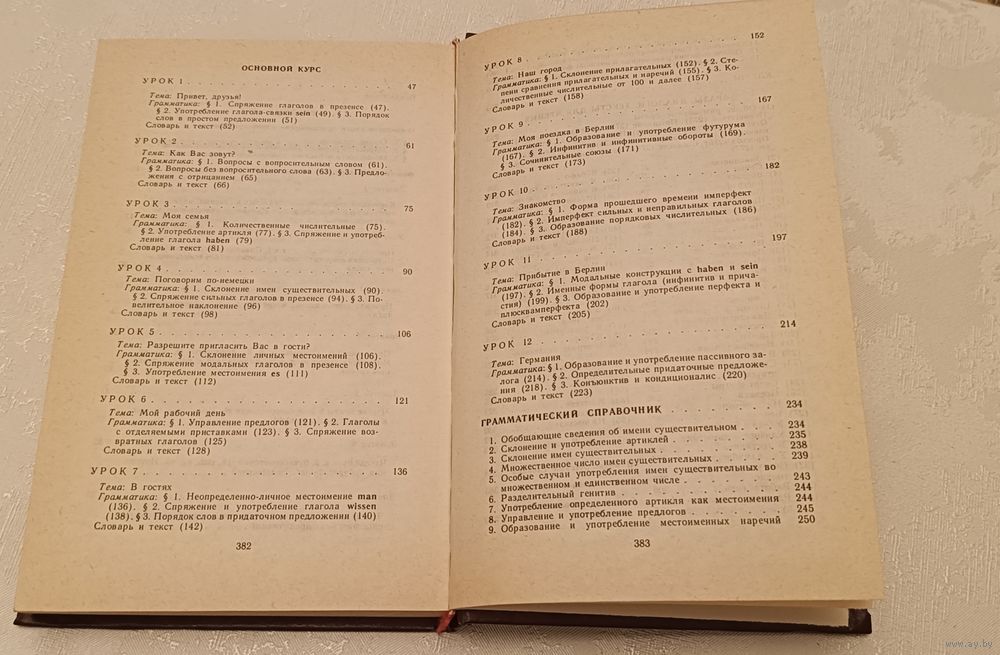 ОСНОВНОЙ КУРС
УРОК 1 . . . . . . . . . . . . . . . . 47
Тема: Привет, друзья!
Грамматика: § 1. Спряжение глаголов в презенсе (47).
§ 2. Употребление глагола-связки sein (49). § 3. Порядок
слов в простом предложении (51)
Словарь и текст (52)
УРОК 2 . . . . . . . . . . . . . . . . 61
Тема: Как Вас зовут?
Грамматика: § 1. Вопросы с вопросительным словом (61).
§ 2. Вопросы без вопросительного слова (63). § 3. Предло-
жения с отрицанием (65)
Словарь и текст (66)
УРОК 3 . . . . . . . . . . . . . . . . 75
Тема: Моя семья
Грамматика: § 1. Количественные числительные (75).
§ 2. Употребление артикля (77). § 3. Спряжение и употреб-
ление глагола haben (79)
Словарь и текст (81)
УРОК 4 . . . . . . . . . . . . . . . . 90
Тема: Поговорим по-немецки
Грамматика: § 1. Склонение имен существительных (90).
§ 2. Спряжение сильных глаголов в презенсе (94). § 3. По-
велительное наклонение (96)
Словарь и текст (98)
УРОК 5 . . . . . . . . . . . . . . . . 106
Тема: Разрешите пригласить Вас в гости?
Грамматика: § 1. Склонение личных местоимений (106).
§ 2. Спряжение модальных глаголов в презенсе (108).
§ 3. Употребление местоимения es (111)
Словарь и текст (112)
УРОК 6 . . . . . . . . . . . . . . . . 121
Тема: Мой рабочий день
Грамматика: § 1. Управление предлогов (121). § 2. Глаголы
с отделяемыми приставками (123). § 3. Спряжение воз-
вратных глаголов (125)
Словарь и текст (128)
УРОК 7 . . . . . . . . . . . . . . . . 136
Тема: В гостях
Грамматика: § 1. Неопределенно-личное местоимение man
(136). § 2. Спряжение и употребление глагола wissen
(138). § 3. Порядок слов в придаточном предложении (140)
Словарь и текст (142)
382
УРОК 8 . . . . . . . . . . . . . . . . 152
Тема: Наш город
Грамматика: § 1. Склонение прилагательных (152). § 2. Сте-
пени сравнения прилагательных и наречий (155). § 3. Ко-
личественные числительные от 100 и далее (157)
Словарь и текст (158)
УРОК 9 . . . . . . . . . . . . . . . . 167
Тема: Моя поездка в Берлин
Грамматика: § 1. Образование и употребление футурума
(167). § 2. Инфинитив и инфинитивные обороты (169).
§ 3. Сочинительные союзы (171)
Словарь и текст (173)
УРОК 10 . . . . . . . . . . . . . . . . 182
Тема: Знакомство
Грамматика: § 1. Форма прошедшего времени имперфект
(182). § 2. Имперфект сильных и неправильных глаголов
(184). § 3. Образование порядковых числительных (186)
Словарь и текст (188)
УРОК 11 . . . . . . . . . . . . . . . . 197
Тема: Прибытие в Берлин
Грамматика: § 1. Модальные конструкции с haben и sein
(197). § 2. Именные формы глагола (инфинитив и прича-
стия) (199). § 3. Образование и употребление перфекта и
плюсквамперфекта (202)
Словарь и текст (205)
УРОК 12 . . . . . . . . . . . . . . . . 214
Тема: Германия
Грамматика: § 1. Образование и употребление пассивного за-
лога (214). § 2. Определительные придаточные предложе-
ния (218). § 3. Конъюнктив и кондиционалис (220)
Словарь и текст (223)
ГРАММАТИЧЕСКИЙ СПРАВОЧНИК . . . . . . . . 234
1. Обобщающие сведения об имени существительном . . 234
2. Склонение и употребление артиклей . . . . . . 235
3. Склонение имен существительных . . . . . . . 238
4. Множественное число имен существительных . . . . 239
5. Особые случаи употребления имен существительных во
множественном и единственном числе . . . . . . 243
6. Разделительный генитив . . . . . . . . . . 244
7. Употребление определенного артикля как местоимения 244
8. Управление и употребление предлогов . . . . . . 245
9. Образование и употребление местоименных наречий 250
383
www.ay.by